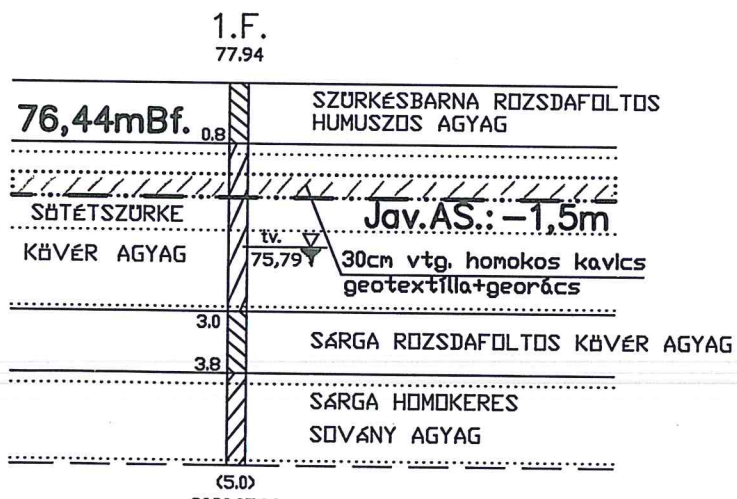 1.F.
77.94
SZÜRKÉSBARNA ROZSDAFOLTOS
HUMUSZOS AGYAG
76,44mBf.
0.8
SÖTÉTSZÜRKE
Jav.AS.: -1,5m
KÖVÉR AGYAG
tv.
75,79
30cm vtg. homokos kavics
geotextília+georács
3.0
SÁRGA ROZSDAFOLTOS KÖVÉR AGYAG
3.8
SÁRGA HOMOKERES
SOVÁNY AGYAG
(5.0)